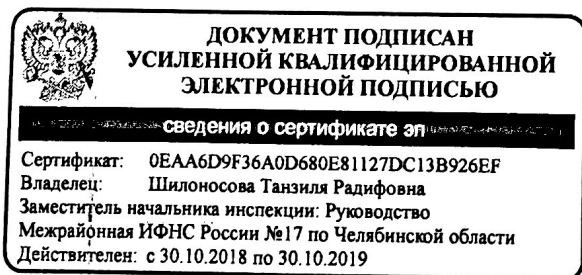 ДОКУМЕНТ ПОДПИСАН
УСИЛЕННОЙ КВАЛИФИЦИРОВАННОЙ
ЭЛЕКТРОННОЙ ПОДПИСЬЮ
сведения о сертификате эп
Сертификат: 0EAA6D9F36A0D680E81127DC13B926EF
Владелец: Шилоносова Танзиля Радифовна
Заместитель начальника инспекции: Руководство
Межрайонная ИФНС России №17 по Челябинской области
Действителен: с 30.10.2018 по 30.10.2019